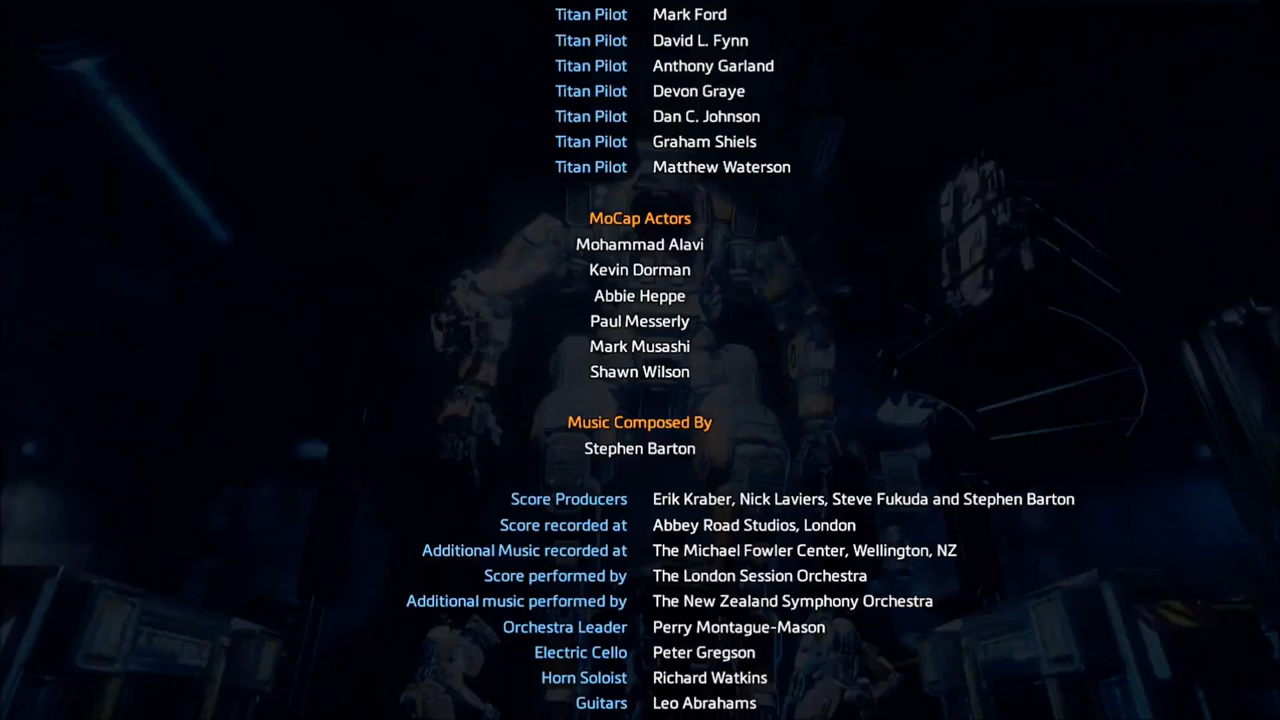 Titan Pilot Mark Ford
Titan Pilot David L. Fynn
Titan Pilot Anthony Garland
Titan Pilot Devon Graye
Titan Pilot Dan C. Johnson
Titan Pilot Graham Shiels
Titan Pilot Matthew Waterson
MoCap Actors
Mohammad Alavi
Kevin Dorman
Abbie Heppe
Paul Messerly
Mark Musashi
Shawn Wilson
Music Composed By
Stephen Barton
Score Producers Erik Kraber, Nick Laviers, Steve Fukuda and Stephen Barton
Score recorded at Abbey Road Studios, London
Additional Music recorded at The Michael Fowler Center, Wellington, NZ
Score performed by The London Session Orchestra
Additional music performed by The New Zealand Symphony Orchestra
Orchestra Leader Perry Montague-Mason
Electric Cello Peter Gregson
Horn Soloist Richard Watkins
Guitars Leo Abrahams